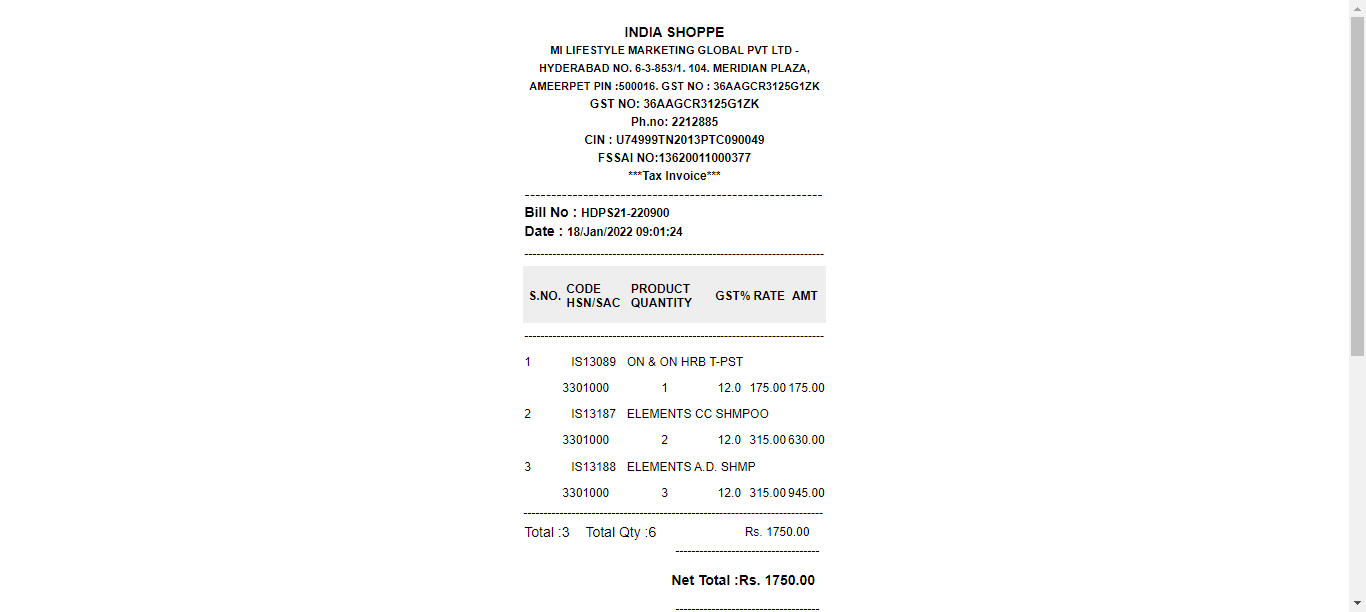 INDIA SHOPPE
MI LIFESTYLE MARKETING GLOBAL PVT LTD -
HYDERABAD NO. 6-3-853/1. 104. MERIDIAN PLAZA,
AMEERPET PIN :500016. GST NO : 36AAGCR3125G1ZK
GST NO: 36AAGCR3125G1ZK
Ph.no: 2212885
CIN : U74999TN2013PTC090049
FSSAI NO:13620011000377
***Tax Invoice***
Bill No : HDPS21-220900
Date : 18/Jan/2022 09:01:24
S.NO. CODE HSN/SAC PRODUCT QUANTITY GST% RATE AMT
1 IS13089 ON & ON HRB T-PST
3301000 1 12.0 175.00 175.00
2 IS13187 ELEMENTS CC SHMPOO
3301000 2 12.0 315.00 630.00
3 IS13188 ELEMENTS A.D. SHMP
3301000 3 12.0 315.00 945.00
Total :3 Total Qty :6 Rs. 1750.00
Net Total :Rs. 1750.00